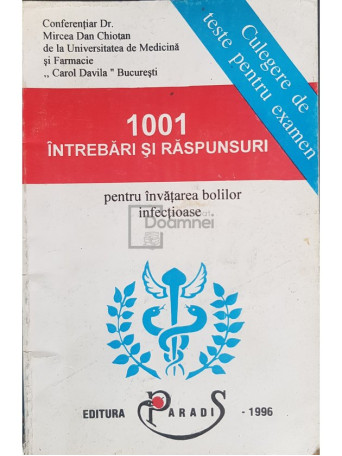 Conferențiar Dr.
Mircea Dan Chiotan
de la Universitatea de Medicină
și Farmacie
,, Carol Davila " București
Culegere de
teste pentru examen
1001
ÎNTREBĂRI ȘI RĂSPUNSURI
pentru învățarea bolilor
infecțioase
Doamnei
EDITURA PARADIS - 1996